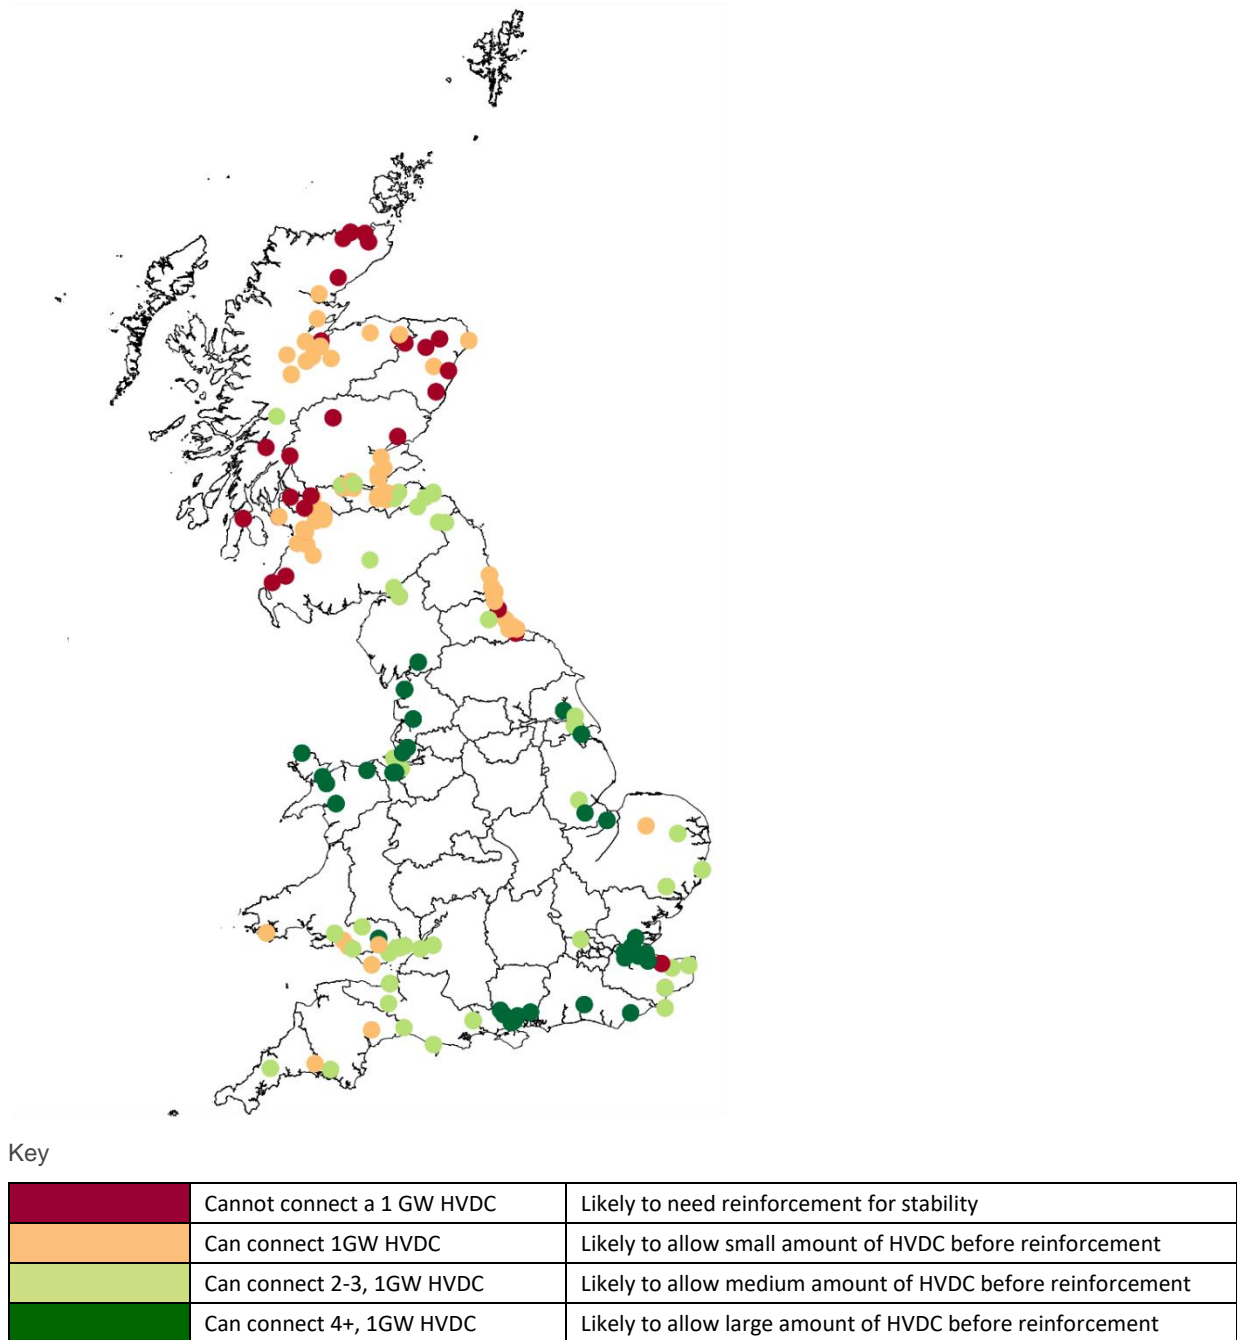 Key
Cannot connect a 1 GW HVDC Likely to need reinforcement for stability
Can connect 1GW HVDC Likely to allow small amount of HVDC before reinforcement
Can connect 2-3, 1GW HVDC Likely to allow medium amount of HVDC before reinforcement
Can connect 4+, 1GW HVDC Likely to allow large amount of HVDC before reinforcement